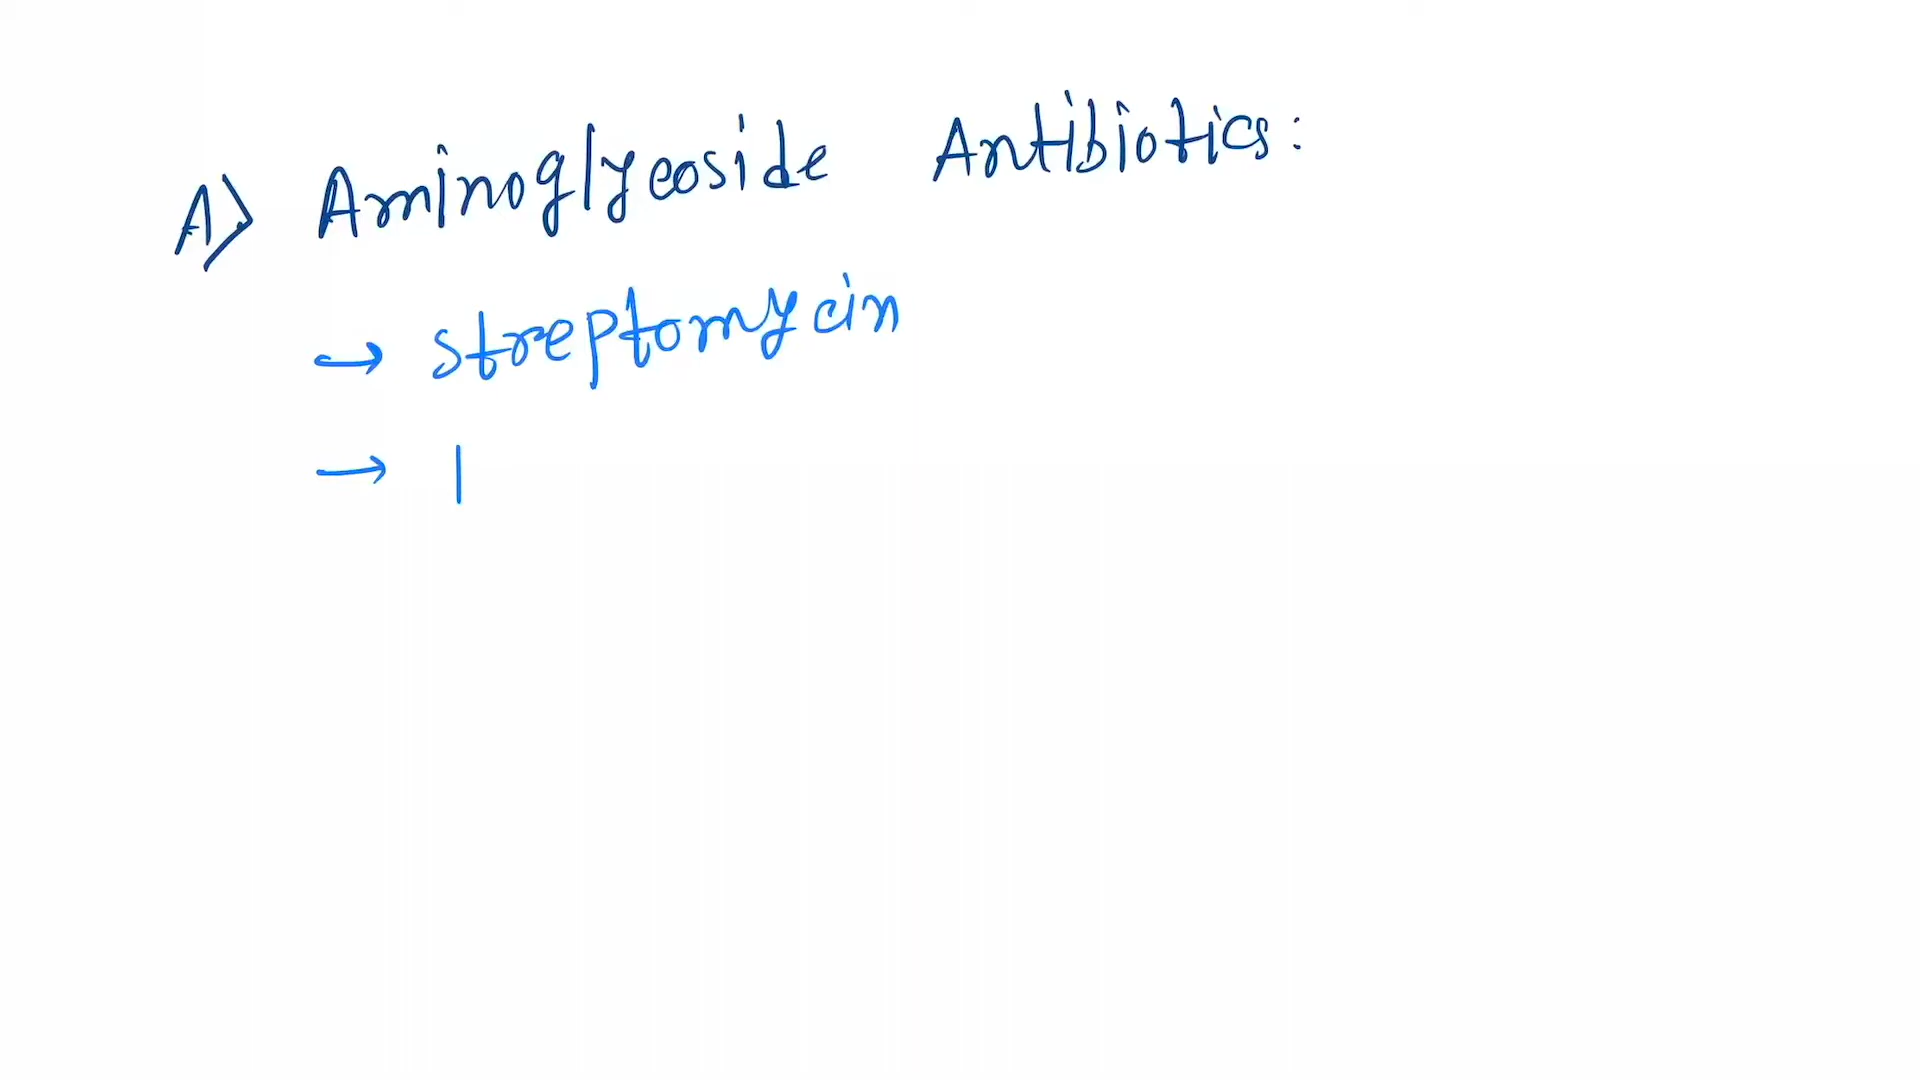 A) Aminoglycoside Antibiotics:
→ streptomycin
→